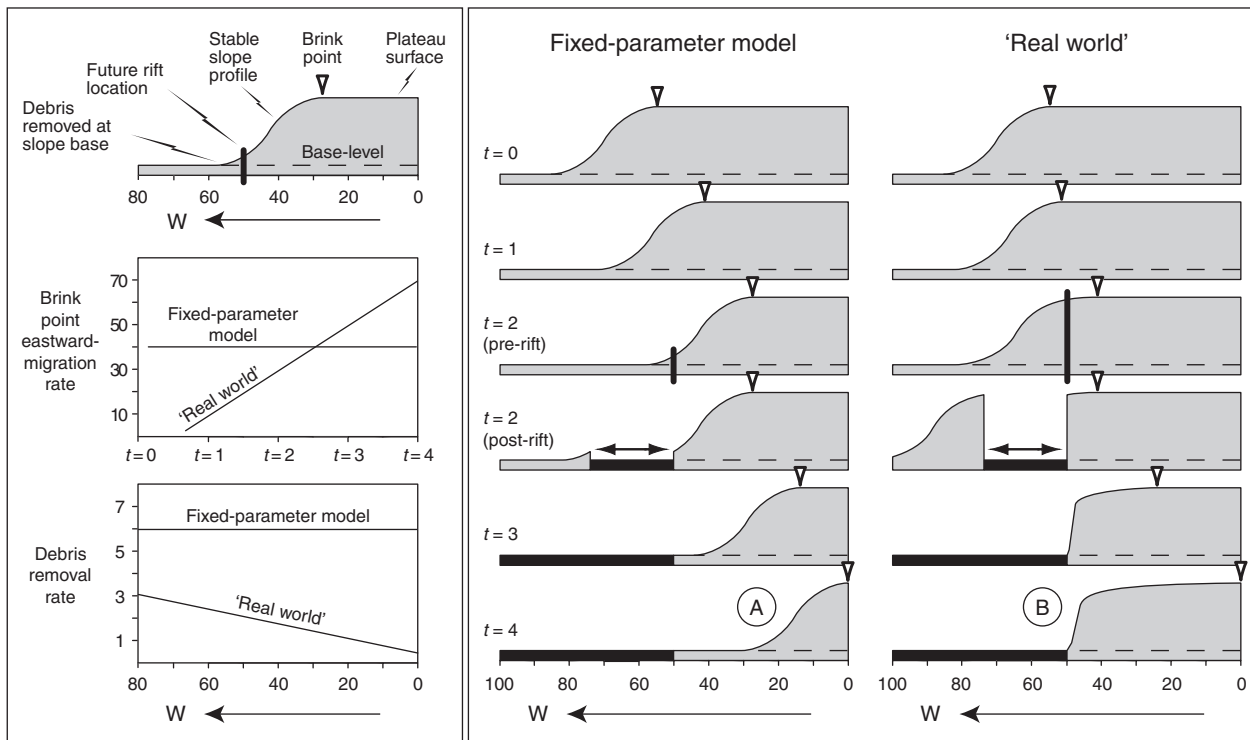 Future rift
location
Stable
slope
profile
Brink
point
Plateau
surface
Debris
removed at
slope base
Base-level
80 60 40 20 0
W
Brink
point
eastward-
migration
rate
70
50
30
10
Fixed-parameter
model
'Real world'
t = 0 t = 1 t = 2 t = 3 t = 4
Debris
removal
rate
7
5
3
1
Fixed-parameter model
'Real world'
80 60 40 20 0
W
Fixed-parameter model
'Real world'
t = 0
t = 1
t = 2
(pre-rift)
t = 2
(post-rift)
t = 3
t = 4
A
B
100 80 60 40 20 0
W
100 80 60 40 20 0
W